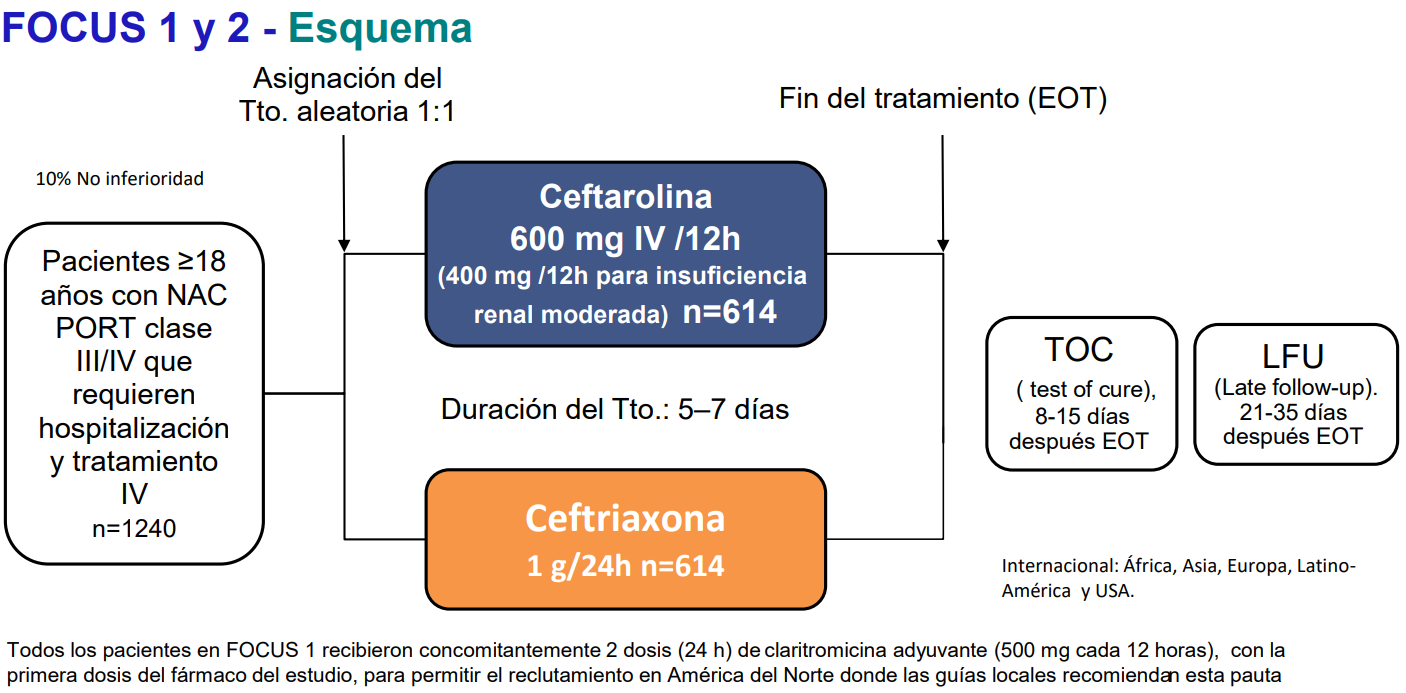 FOCUS 1 y 2 - Esquema
Asignación del
Tto. aleatoria 1:1
Fin del tratamiento (EOT)
10% No inferioridad
Pacientes ≥18
años con NAC
PORT clase
III/IV que
requieren
hospitalización
y tratamiento
IV
n=1240
Ceftarolina
600 mg IV /12h
(400 mg /12h para insuficiencia
renal moderada) n=614
Duración del Tto.: 5–7 días
Ceftriaxona
1 g/24h n=614
TOC
( test of cure),
8-15 días
después EOT
LFU
(Late follow-up).
21-35 días
después EOT
Internacional: África, Asia, Europa, Latino-
América y USA.
Todos los pacientes en FOCUS 1 recibieron concomitantemente 2 dosis (24 h) de claritromicina adyuvante (500 mg cada 12 horas), con la
primera dosis del fármaco del estudio, para permitir el reclutamiento en América del Norte donde las guías locales recomiendan esta pauta